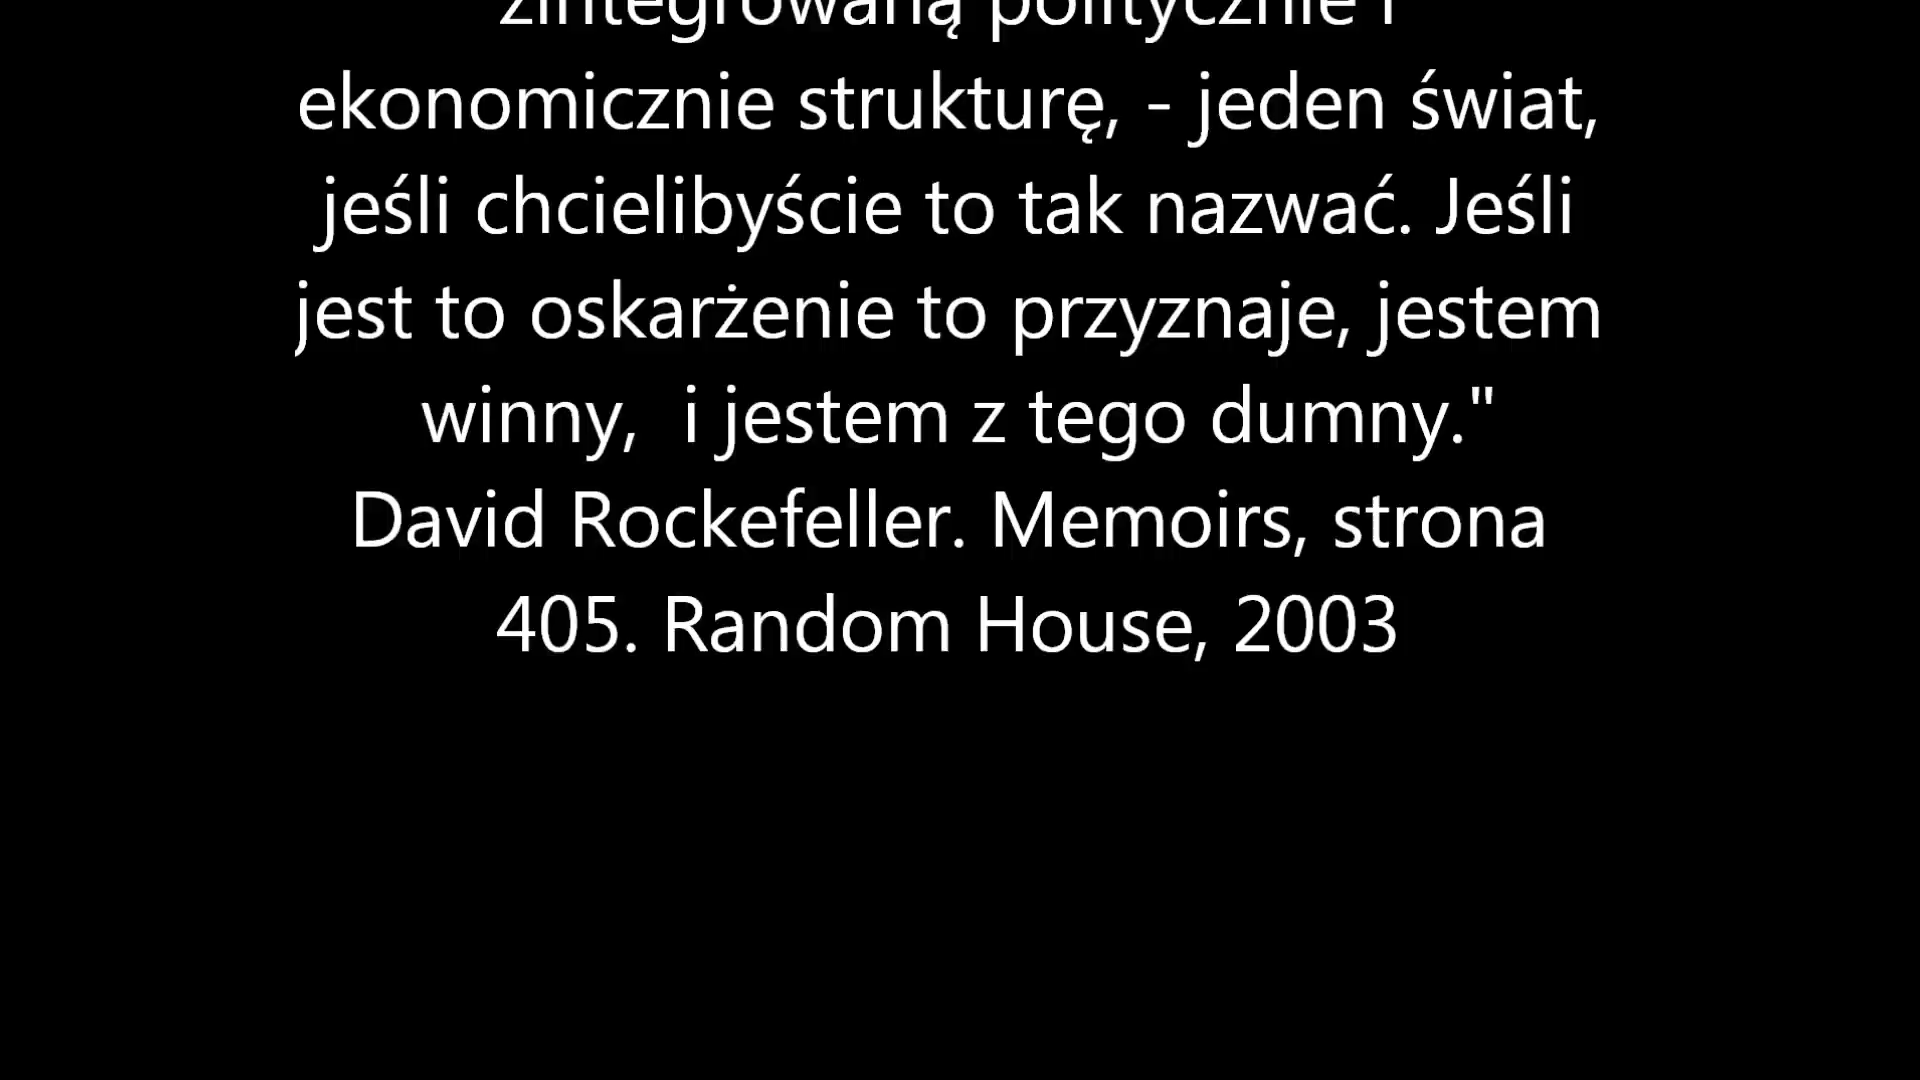 zintegrowaną politycznie i
ekonomicznie strukturę, - jeden świat,
jeśli chcielibyście to tak nazwać. Jeśli
jest to oskarżenie to przyznaje, jestem
winny,  i jestem z tego dumny."
David Rockefeller. Memoirs, strona
405. Random House, 2003